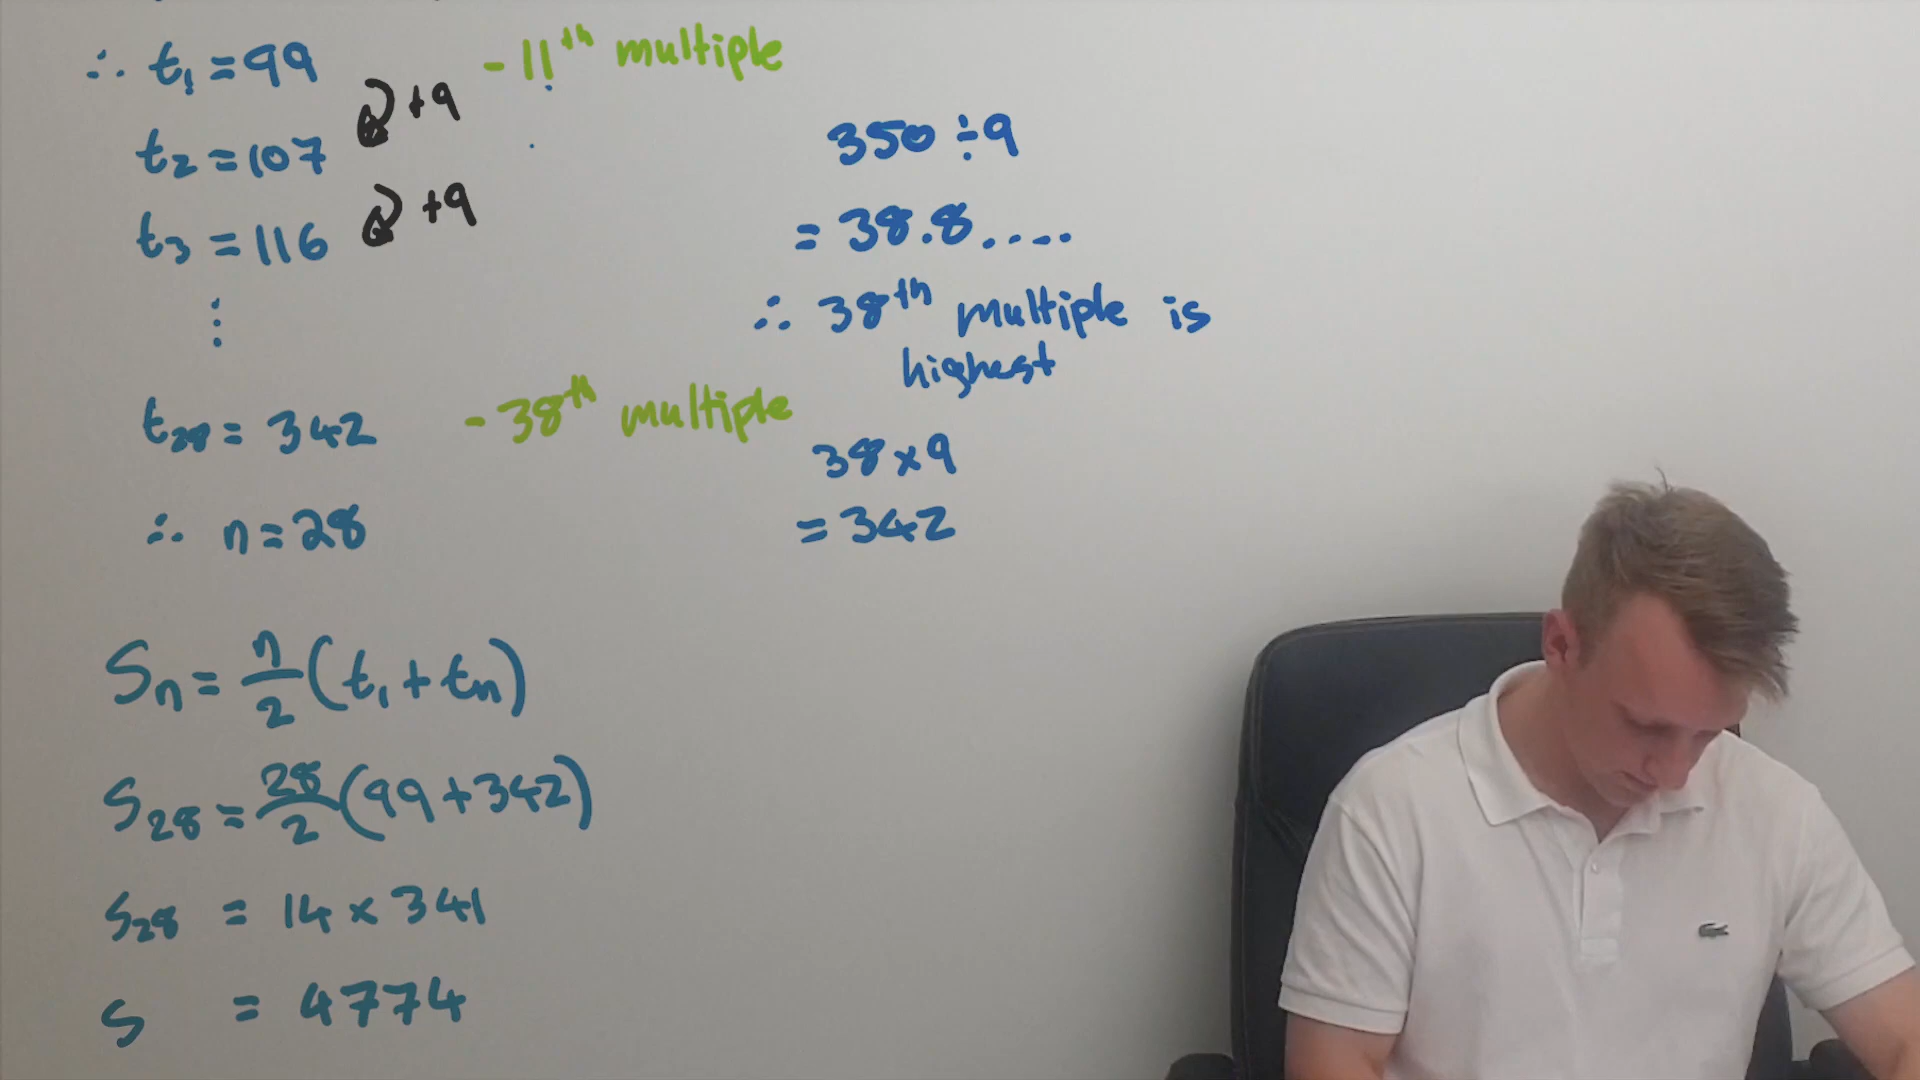 ∴ t₁ = 99 - 11th multiple
+9
t₂ = 107
+9
t₃ = 116
⋮
t₂₈ = 342 - 38th multiple
∴ n = 28
Sn = n/2 (t₁ + tn)
S₂₈ = 28/2 (99 + 342)
S₂₈ = 14 × 341
S = 4774
350 ÷ 9
= 38.8....
∴ 38th multiple is
highest
38 × 9
= 342